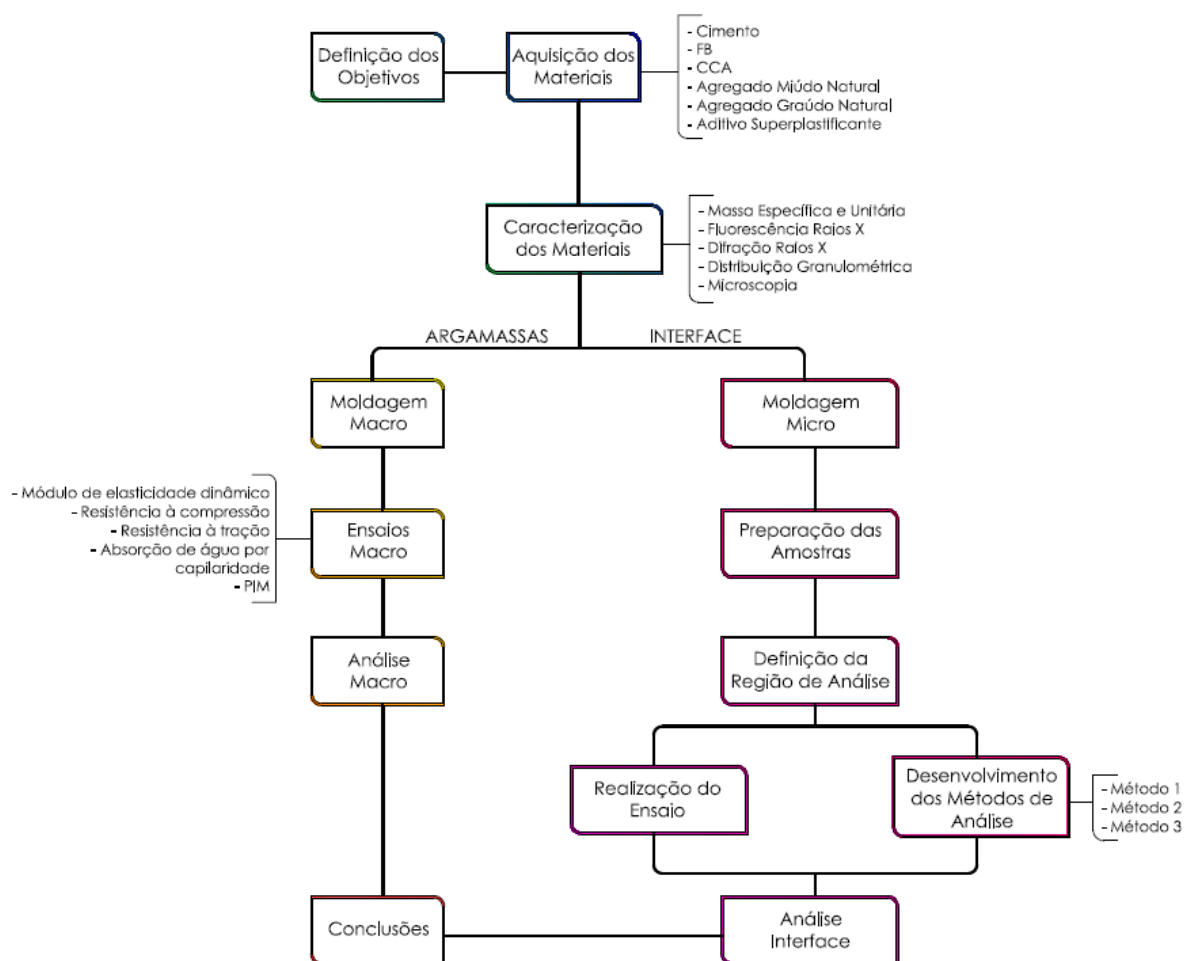 Definição dos
Objetivos
Aquisição dos
Materiais
- Cimento
- FB
- CCA
- Agregado Miúdo Natural
- Agregado Graúdo Natural
- Aditivo Superplastificante
Caracterização
dos Materiais
- Massa Específica e Unitária
- Fluorescência Raios X
- Difração Raios X
- Distribuição Granulométrica
- Microscopia
ARGAMASSAS
INTERFACE
Moldagem
Macro
Moldagem
Micro
- Módulo de elasticidade dinâmico
- Resistência à compressão
- Resistência à tração
- Absorção de água por
capilaridade
- PIM
Ensaios
Macro
Preparação das
Amostras
Análise
Macro
Definição da
Região de Análise
Realização do
Ensaio
Desenvolvimento
dos Métodos de
Análise
- Método 1
- Método 2
- Método 3
Conclusões
Análise
Interface